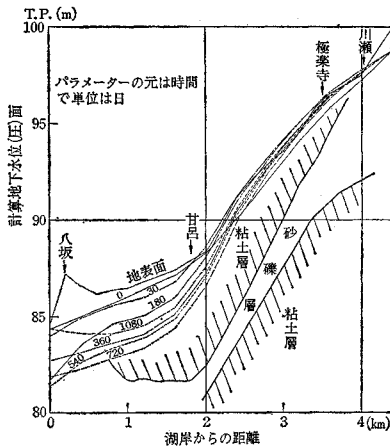 T.P.(m)
100
95
90
85
80
計算地下水位(圧)面
パラメーターの元は時間
で単位は日
川瀬
極楽寺
甘呂
八坂
地表面
0
30
180
1080
360
540
720
粘土層
砂礫層
粘土層
0
1
2
3
4 (km)
湖岸からの距離